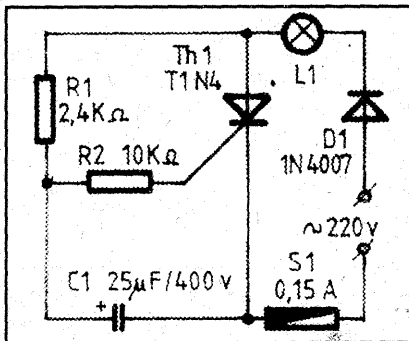 Th1
T1N4
L1
R1
2,4KΩ
D1
1N4007
R2 10KΩ
~220v
C1 25µF/400v
+
S1
0,15 A